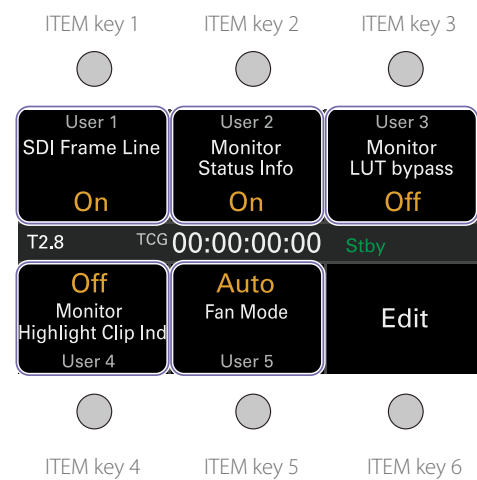 ITEM key 1 ITEM key 2 ITEM key 3
User 1 User 2 User 3
SDI Frame Line Monitor Monitor
Status Info LUT bypass
On On Off
T2.8 TCG 00:00:00:00 Stby
Off Auto
Monitor Fan Mode Edit
Highlight Clip Ind
User 4 User 5
ITEM key 4 ITEM key 5 ITEM key 6